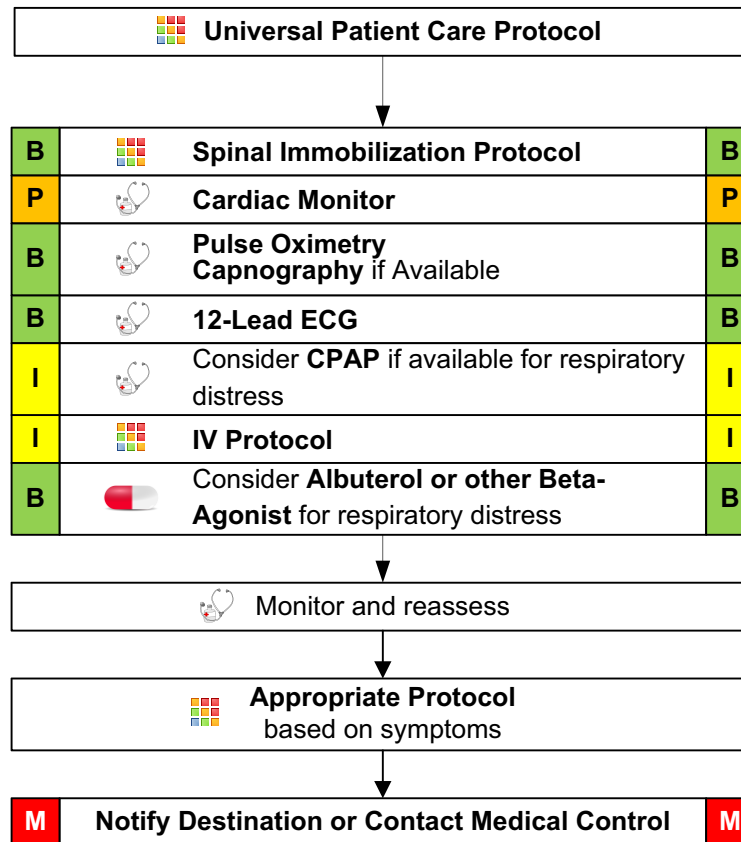 Universal Patient Care Protocol
B Spinal Immobilization Protocol B
P Cardiac Monitor P
Pulse Oximetry
B Capnography if Available B
B 12-Lead ECG B
I Consider CPAP if available for respiratory I
distress
I IV Protocol I
B Consider Albuterol or other Beta- B
Agonist for respiratory distress
Monitor and reassess
Appropriate Protocol
based on symptoms
M Notify Destination or Contact Medical Control M